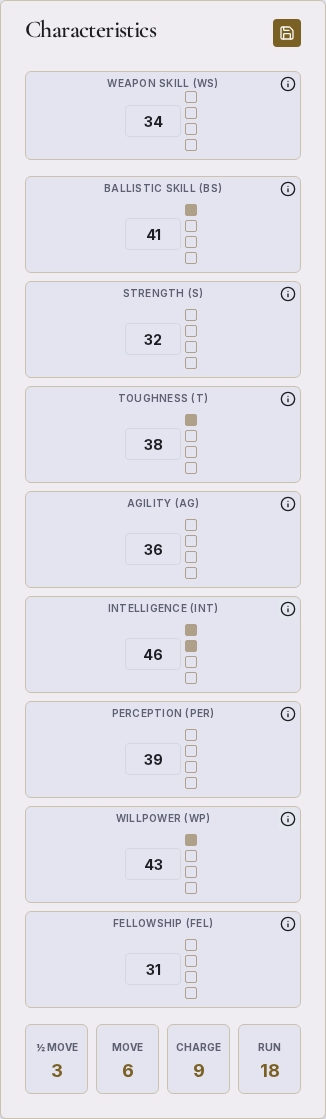 Characteristics
WEAPON SKILL (WS)
34
BALLISTIC SKILL (BS)
41
STRENGTH (S)
32
TOUGHNESS (T)
38
AGILITY (AG)
36
INTELLIGENCE (INT)
46
PERCEPTION (PER)
39
WILLPOWER (WP)
43
FELLOWSHIP (FEL)
31
½ MOVE MOVE CHARGE RUN
3 6 9 18